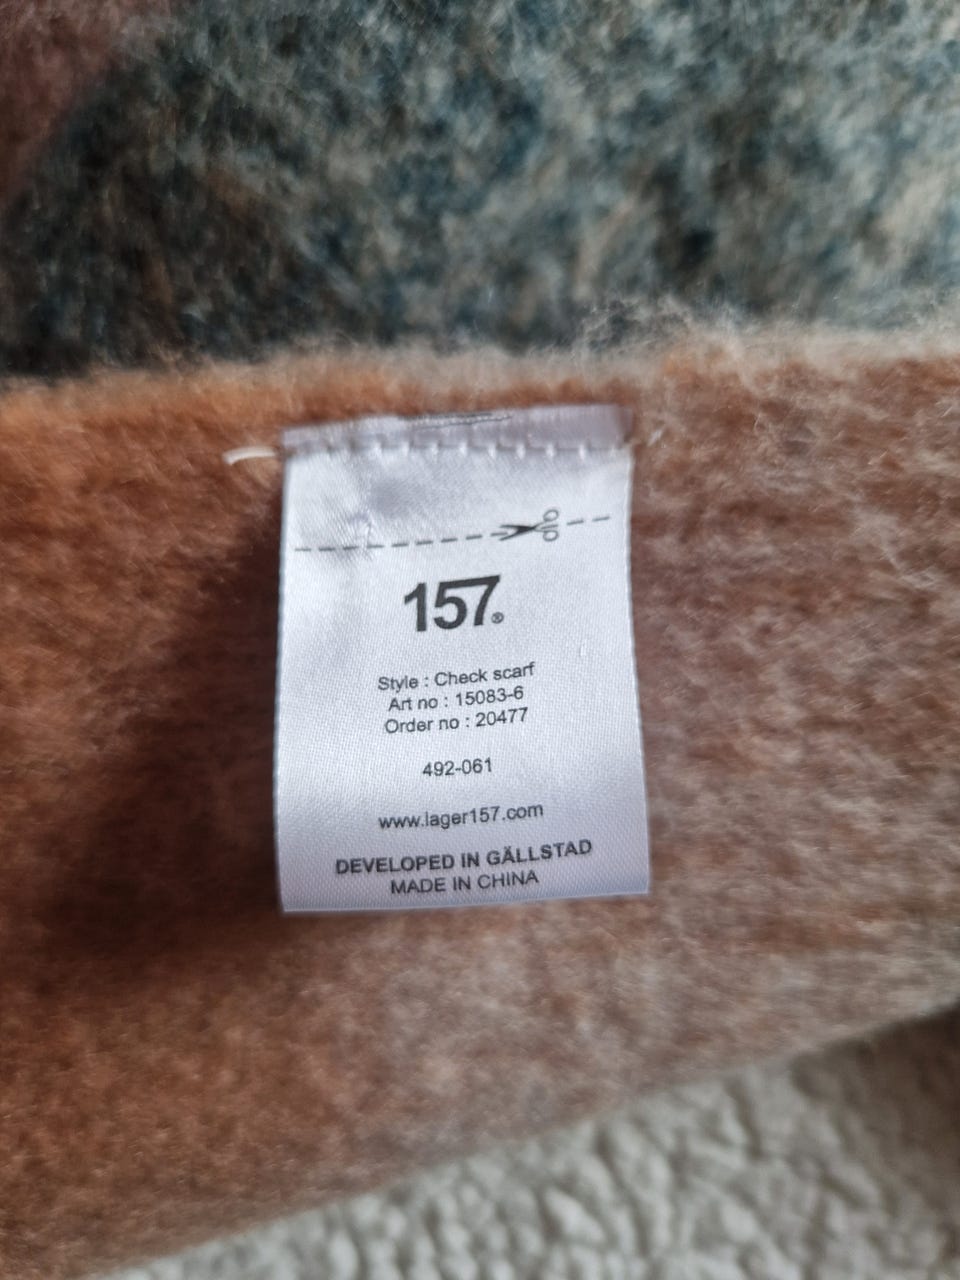 157®
Style : Check scarf
Art no : 15083-6
Order no : 20477
492-061
www.lager157.com
DEVELOPED IN GÄLLSTAD
MADE IN CHINA